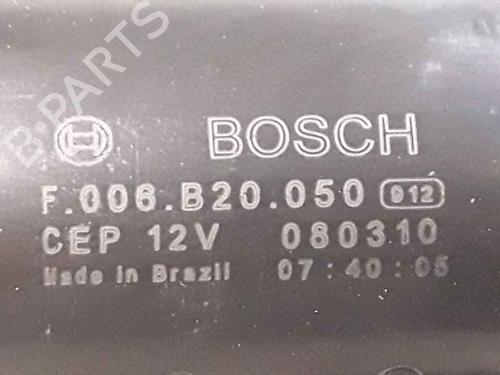 B-PARTS
BOSCH
F.006.B20.050 912
CEP 12V 080310
Made in Brazil 07:40:05